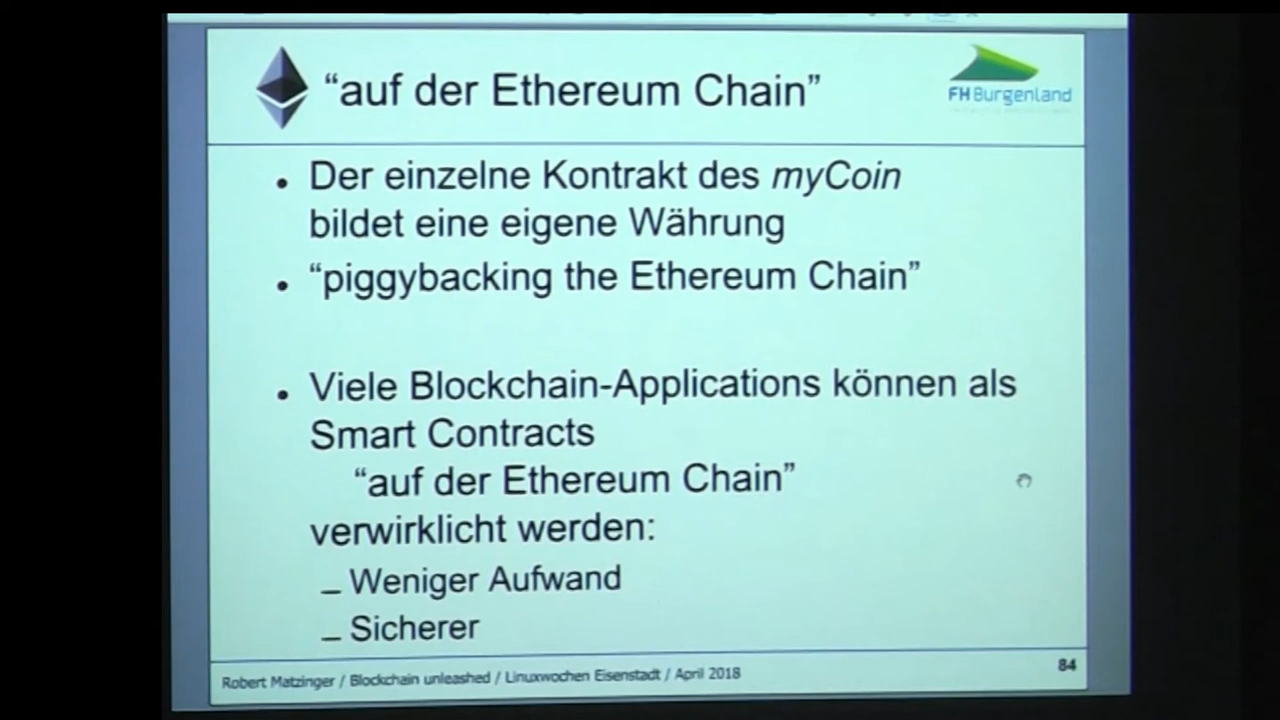 “auf der Ethereum Chain”
FH Burgenland
• Der einzelne Kontrakt des myCoin
bildet eine eigene Währung
• “piggybacking the Ethereum Chain”
• Viele Blockchain-Applications können als
Smart Contracts
“auf der Ethereum Chain”
verwirklicht werden:
– Weniger Aufwand
– Sicherer
Robert Matzinger / Blockchain unleashed / Linuxwochen Eisenstadt / April 2018
84